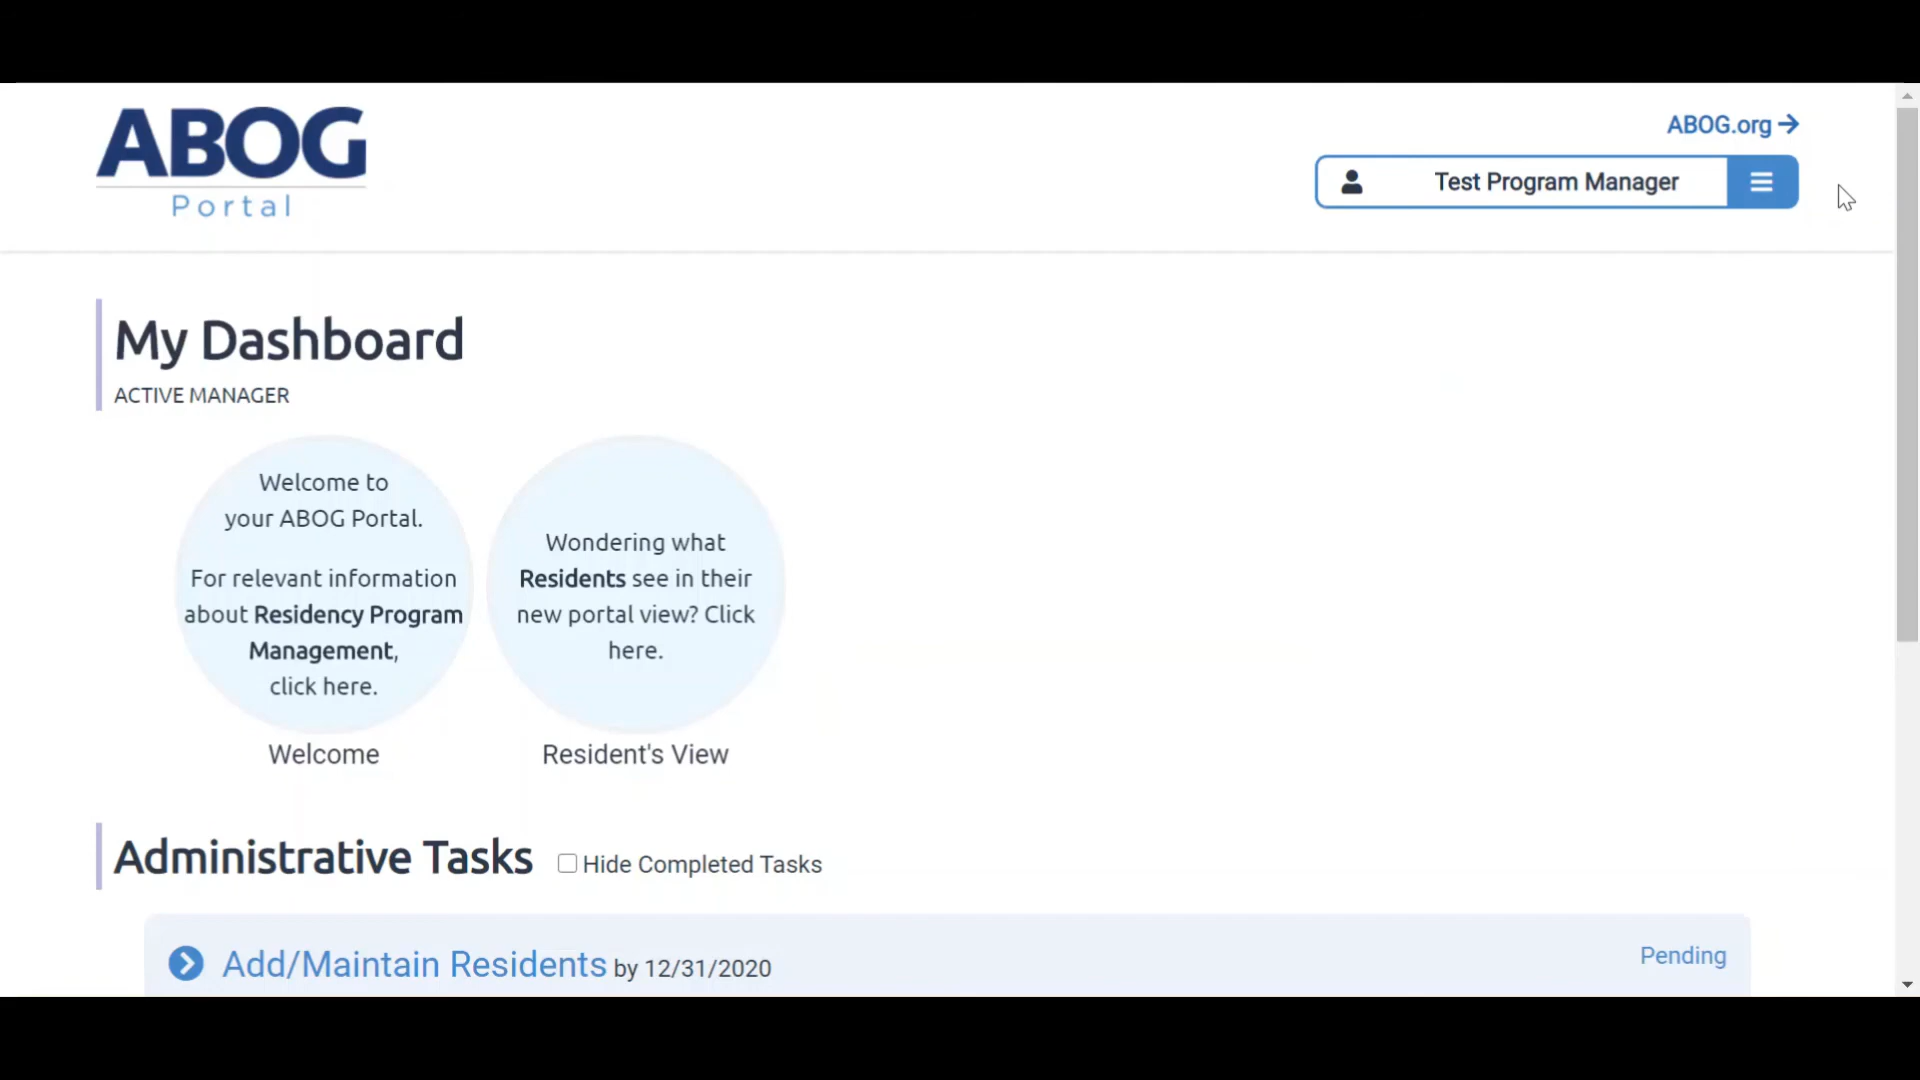 ABOG
Portal
ABOG.org
Test Program Manager
My Dashboard
ACTIVE MANAGER
Welcome to
your ABOG Portal.
For relevant information
about Residency Program
Management,
click here.
Welcome
Wondering what
Residents see in their
new portal view? Click
here.
Resident's View
Administrative Tasks Hide Completed Tasks
Add/Maintain Residents by 12/31/2020 Pending